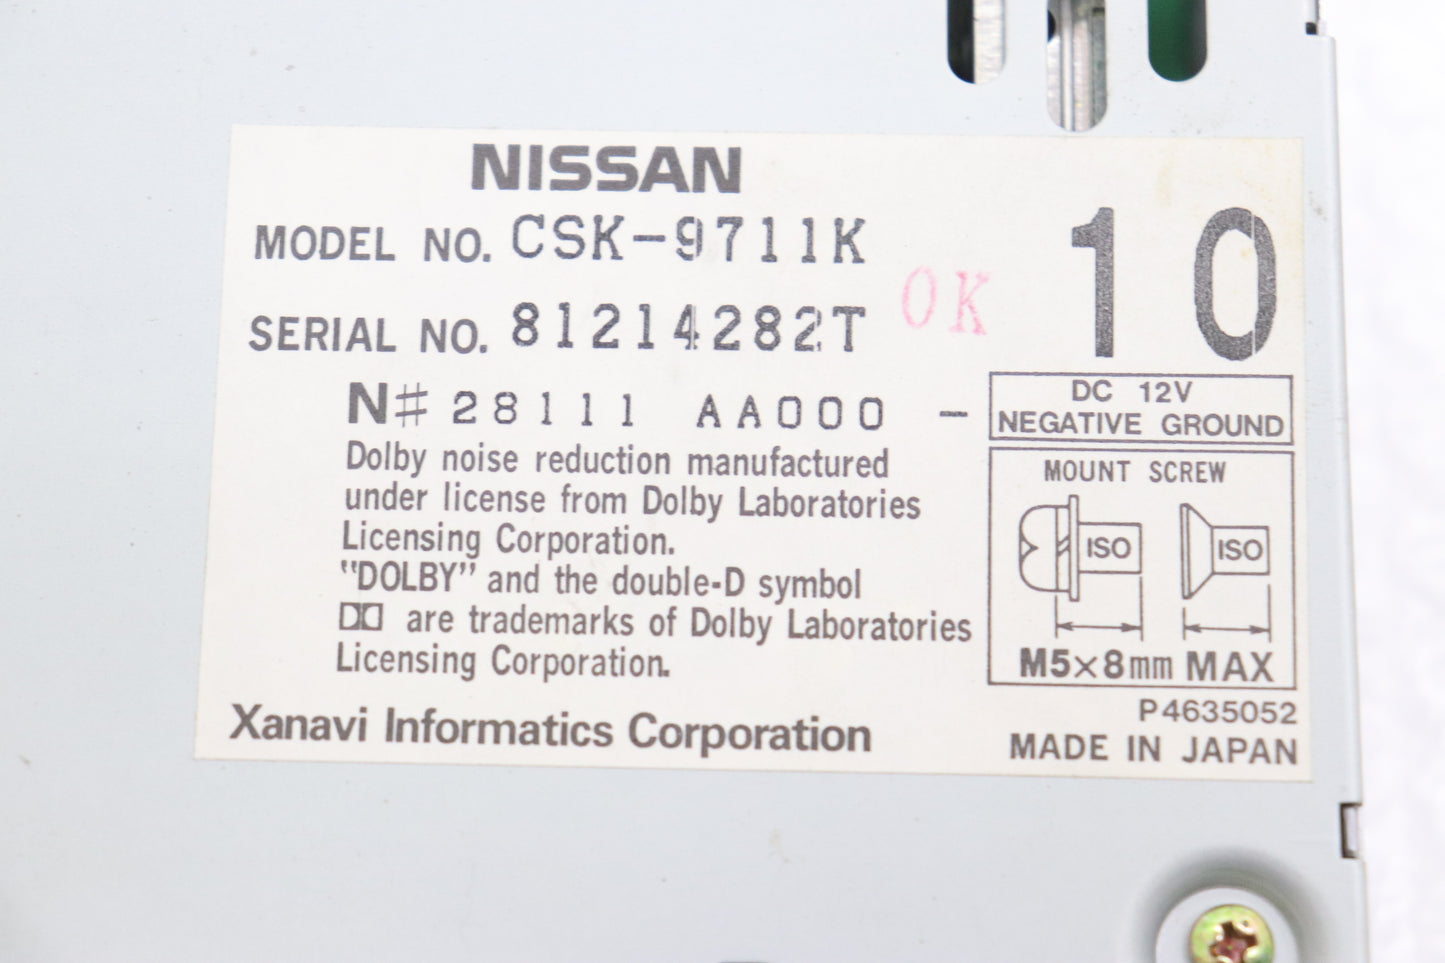 NISSAN
MODEL NO. CSK-9711K
SERIAL NO. 81214282T
OK
10
N# 28111 AA000 -
DC 12V
NEGATIVE GROUND
Dolby noise reduction manufactured
under license from Dolby Laboratories
Licensing Corporation.
"DOLBY" and the double-D symbol
are trademarks of Dolby Laboratories
Licensing Corporation.
MOUNT SCREW
ISO ISO
M5×8mm MAX
P4635052
Xanavi Informatics Corporation
MADE IN JAPAN